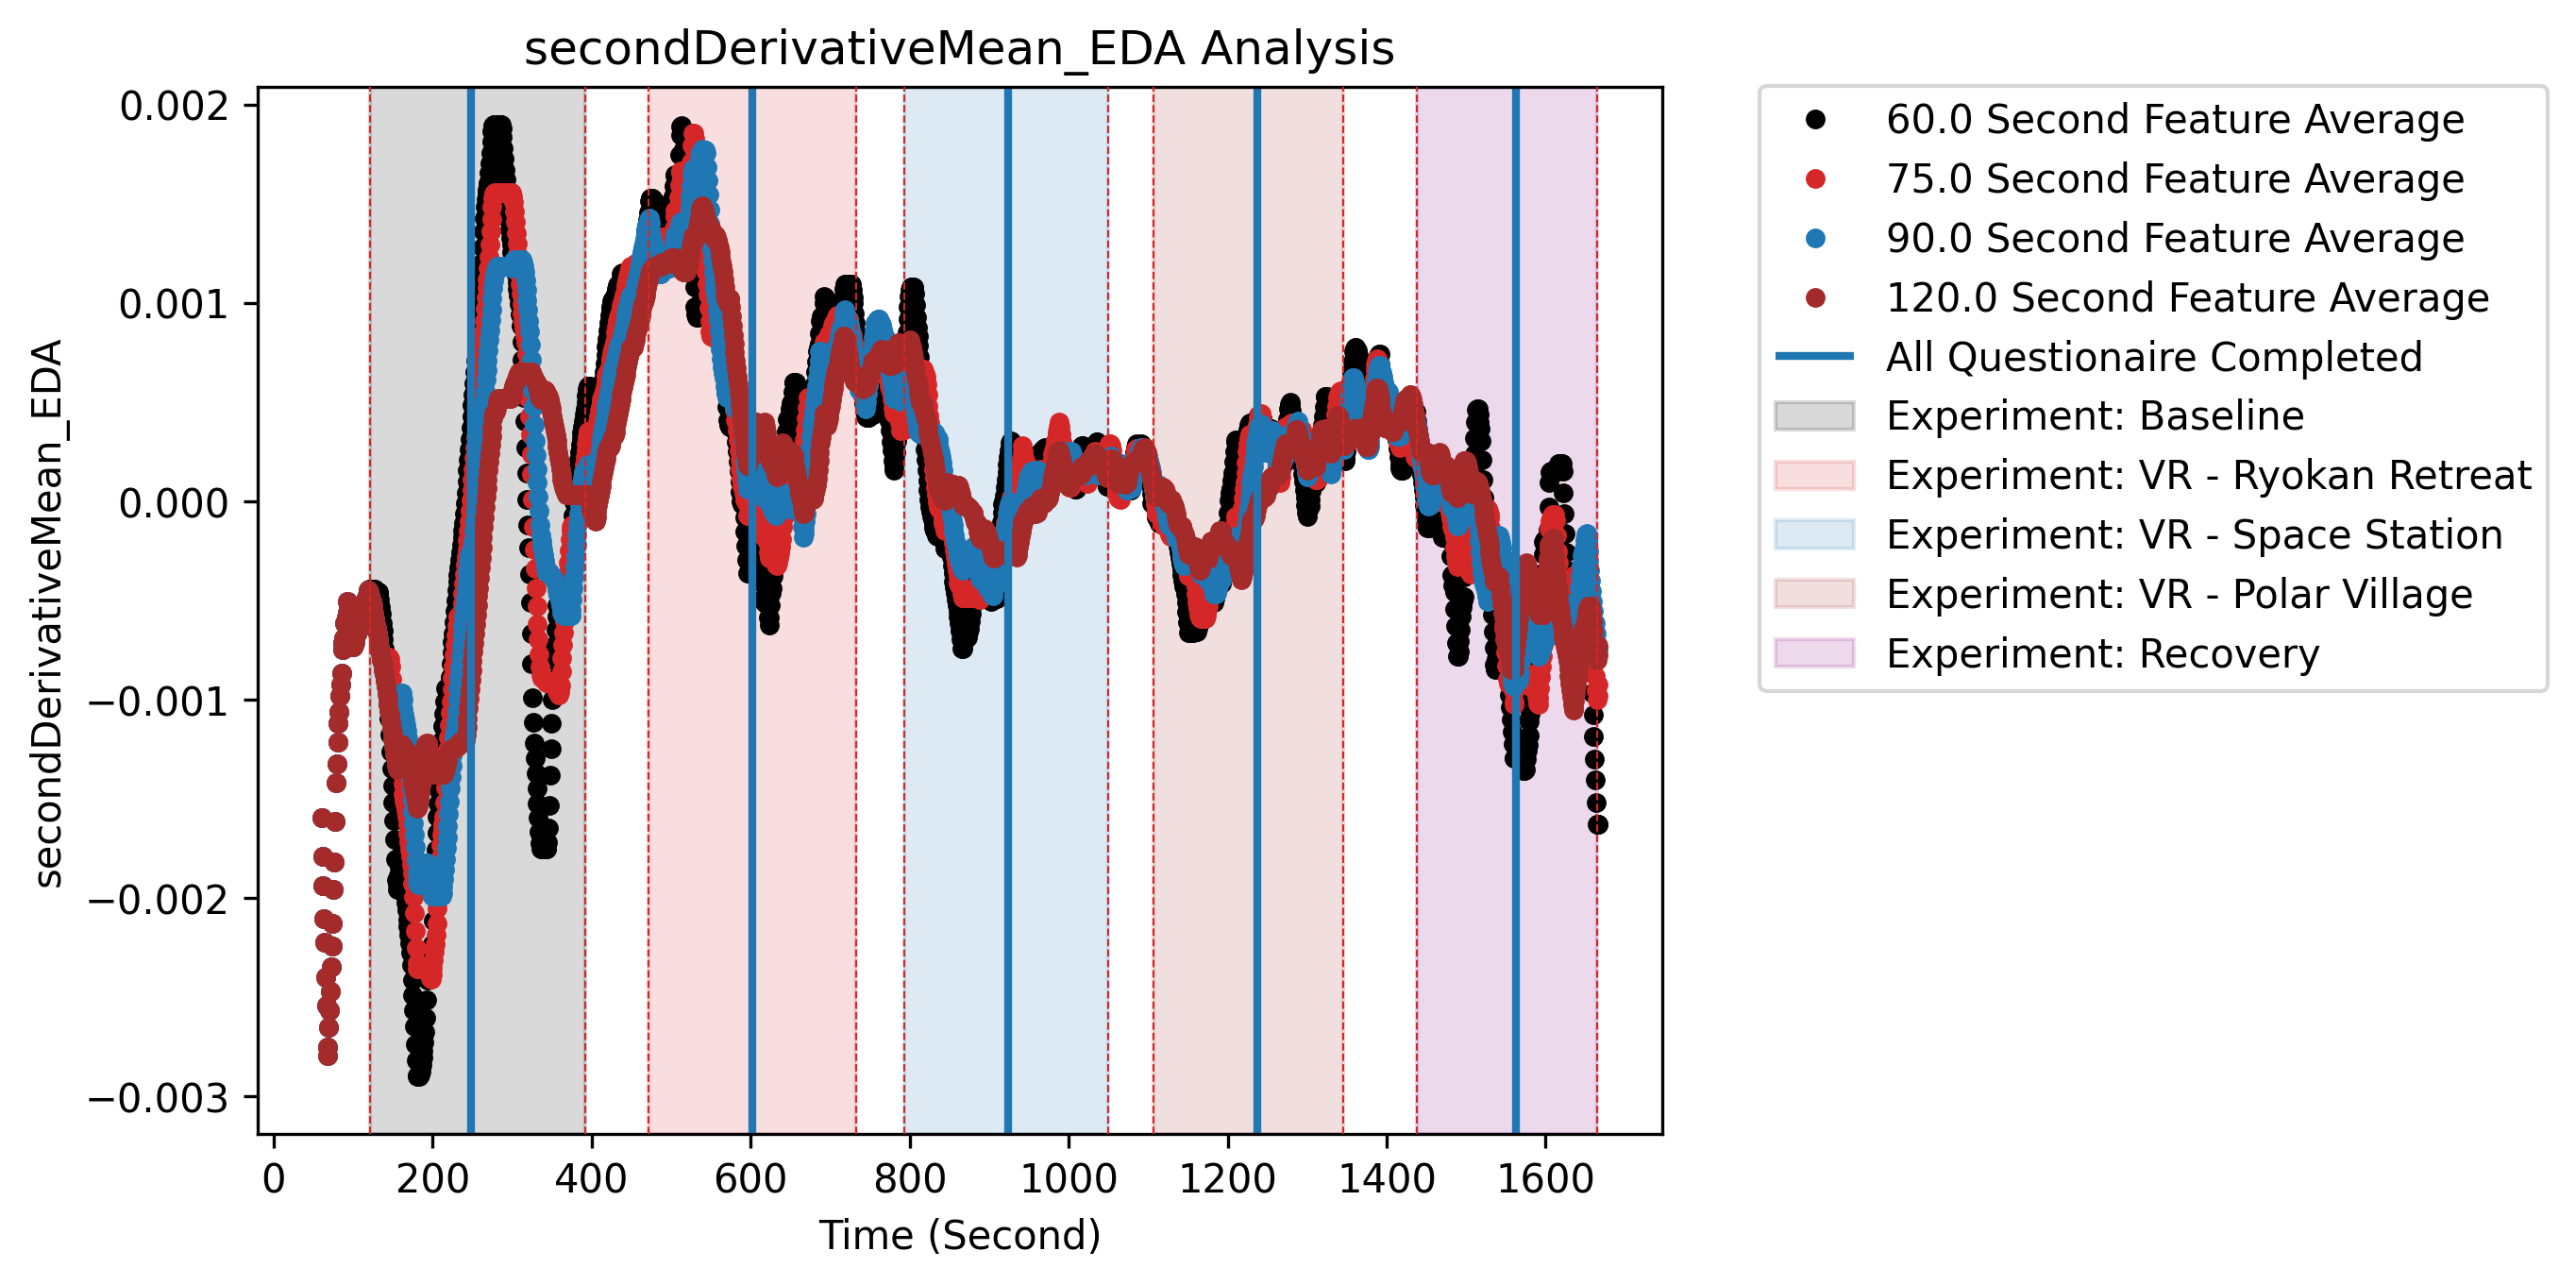 secondDerivativeMean_EDA Analysis
secondDerivativeMean_EDA
0.002
0.001
0.000
−0.001
−0.002
−0.003
0 200 400 600 800 1000 1200 1400 1600
Time (Second)
60.0 Second Feature Average
75.0 Second Feature Average
90.0 Second Feature Average
120.0 Second Feature Average
All Questionaire Completed
Experiment: Baseline
Experiment: VR - Ryokan Retreat
Experiment: VR - Space Station
Experiment: VR - Polar Village
Experiment: Recovery